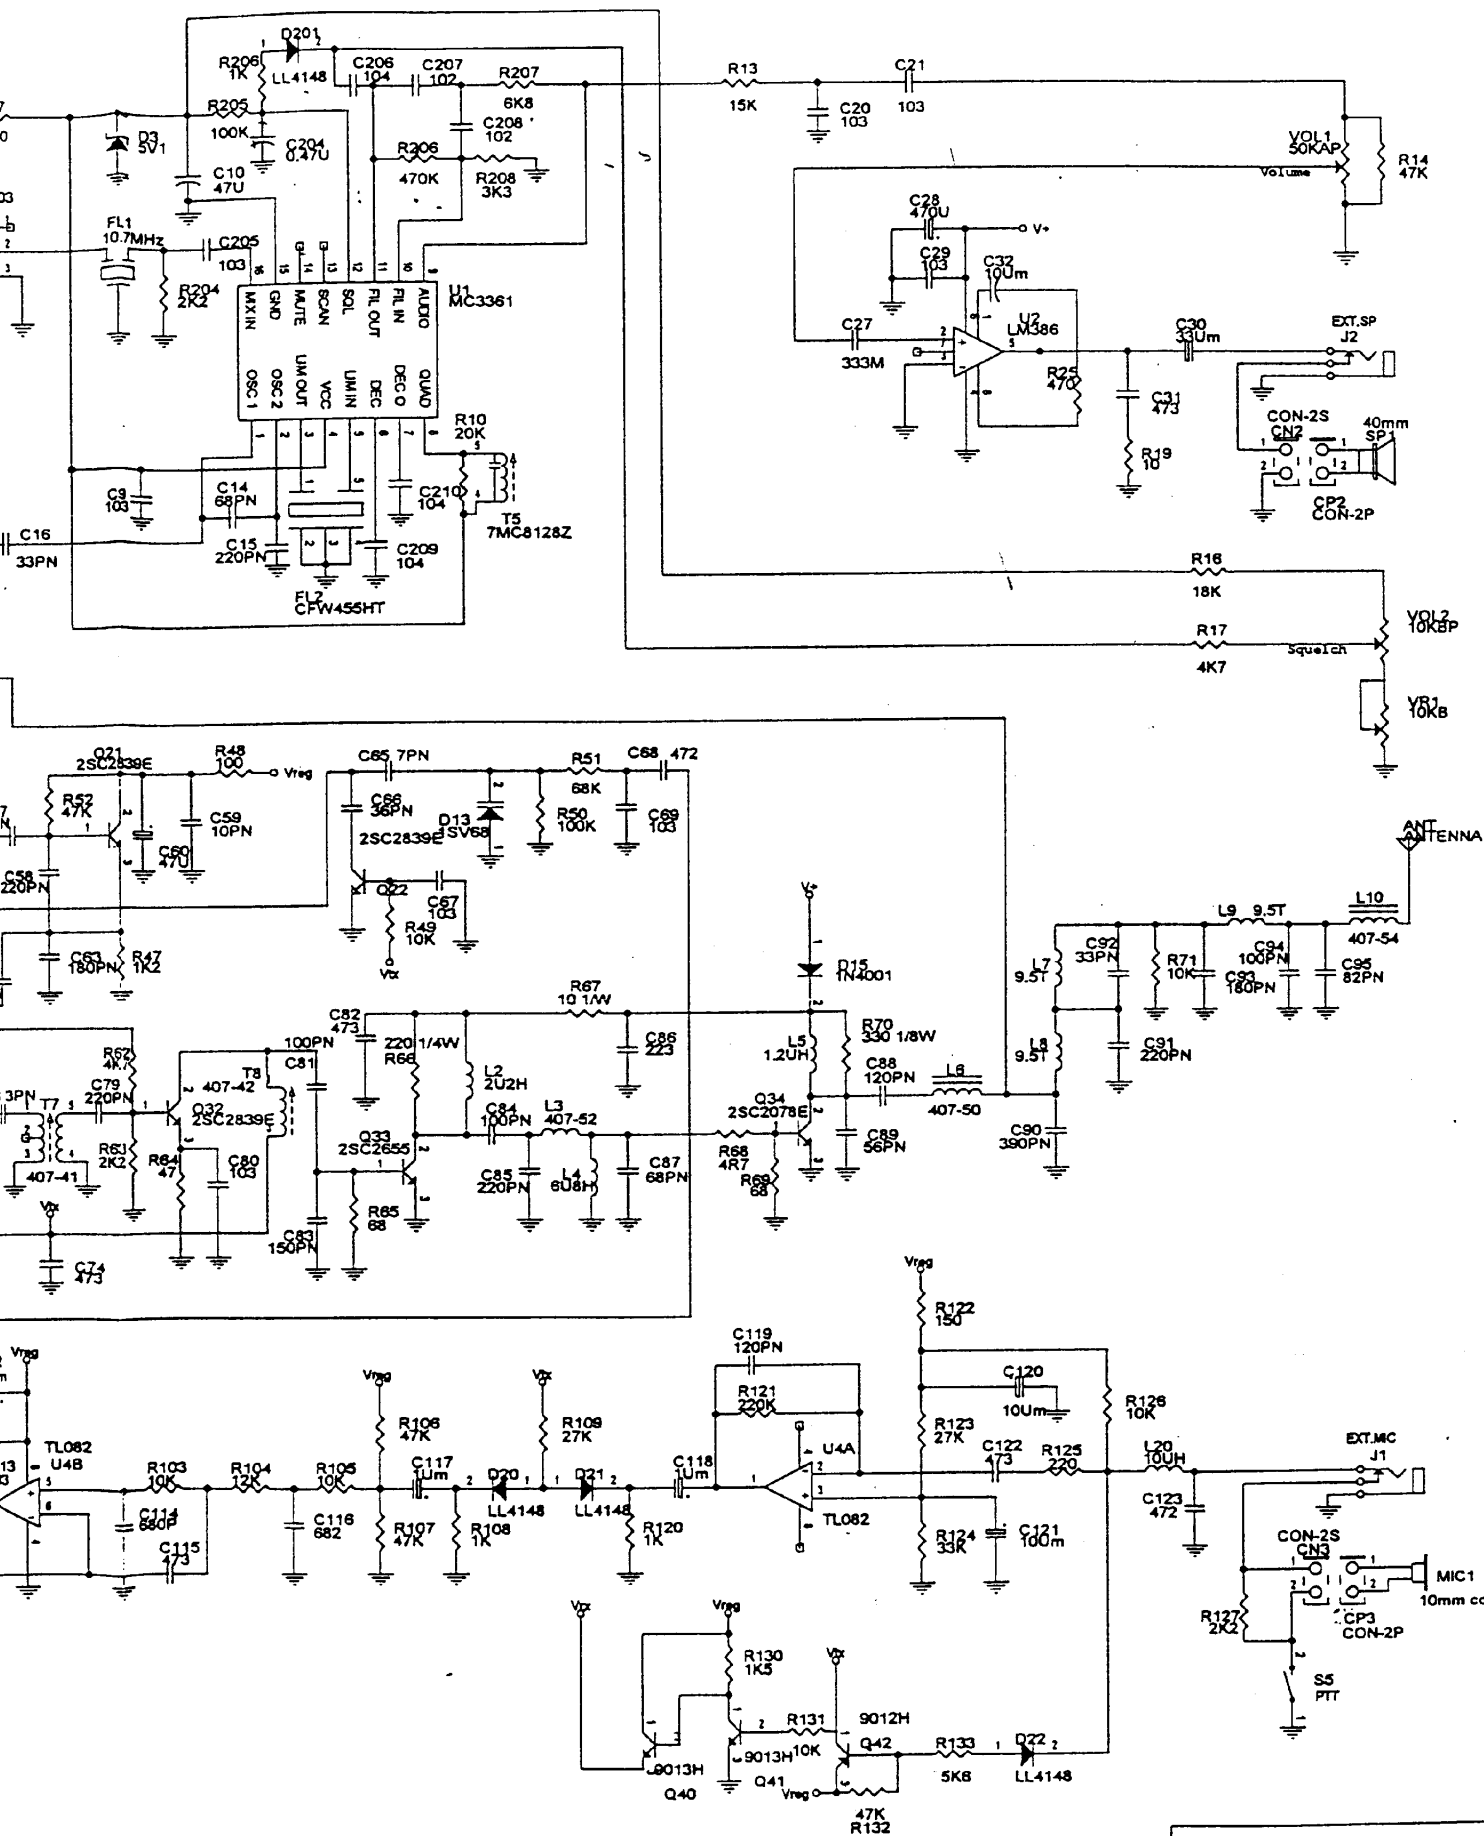 D201
LL4148
R206
1K
C206
104
C207
102
R207
6K8
R13
15K
C21
103
C20
103
R205
100K
D3
5V1
C204
0.47U
C208
102
R206
470K
R208
3K3
C10
47U
VOL1
50KAP
Volume
R14
47K
FL1
10.7MHz
C205
103
R204
2K2
U1
MC3361
MIXIN
GND
MUTE
SCAN
SQL
FIL OUT
FIL IN
AUDIO
OSC 1
OSC 2
LIM OUT
VCC
LIM IN
DEC
DEC O
QUAD
C28
470U
V+
C29
103
C32
10Um
C27
333M
U2
LM386
R25
470
C30
33Um
EXT.SP
J2
C31
473
R19
10
CON-2S
CN2
40mm
SP1
CP2
CON-2P
R10
20K
C9
103
C14
68PN
C210
104
T5
7MC8128Z
C16
33PN
C15
220PN
C209
104
FL2
CFW455HT
R16
18K
VOL2
10KBP
R17
4K7
Squelch
VR1
10KB
Q21
2SC2839E
R48
100
Vreg
R52
47K
C59
10PN
C60
47U
C58
220PN
C63
180PN
R47
1K2
C65 7PN
C66
36PN
2SC2839E
D13
1SV68
R51
68K
C68 472
R50
100K
C69
103
Q22
C67
103
R49
10K
Vtx
ANT
ANTENNA
V+
D15
1N4001
L9 9.5T
L10
407-54
C92
33PN
L7
9.5T
R71
10K
C93
180PN
C94
100PN
C95
82PN
R67
10 1/W
C82
473
220 1/4W
R66
C86
223
L5
1.2UH
R70
330 1/8W
L8
9.5T
C91
220PN
R62
4K7
100PN
C81
L2
2U2H
C88
120PN
L6
407-50
3PN
T7
C79
220PN
407-42
T8
Q32
2SC2839E
C84
100PN
L3
407-52
Q34
2SC2078E
Q33
2SC2655
C89
56PN
C90
390PN
R63
2K2
407-41
R64
47
C80
103
C85
220PN
L4
6U8H
C87
68PN
R68
4R7
R69
68
Vtx
R65
68
C83
150PN
C74
473
Vreg
R122
150
C119
120PN
R121
220K
C120
10Um
R126
10K
Vreg
TL082
U4B
Vreg
R106
47K
Vtx
R109
27K
R123
27K
U4A
C122
473
R125
220
L20
10UH
EXT.MC
J1
R103
10K
R104
12K
R105
10K
C117
1Um
D20
LL4148
D21
LL4148
C118
1Um
TL082
C114
680P
C116
682
R107
47K
R108
1K
R120
1K
R124
33K
C121
10Um
C123
472
C115
473
CON-2S
CN3
MIC1
CP3
CON-2P
R127
2K2
S5
PTT
Vtx
Vreg
R130
1K5
Vtx
R131
10K
9012H
Q42
R133
5K6
D22
LL4148
9013H
Q40
9013H
Q41
Vreg
47K
R132